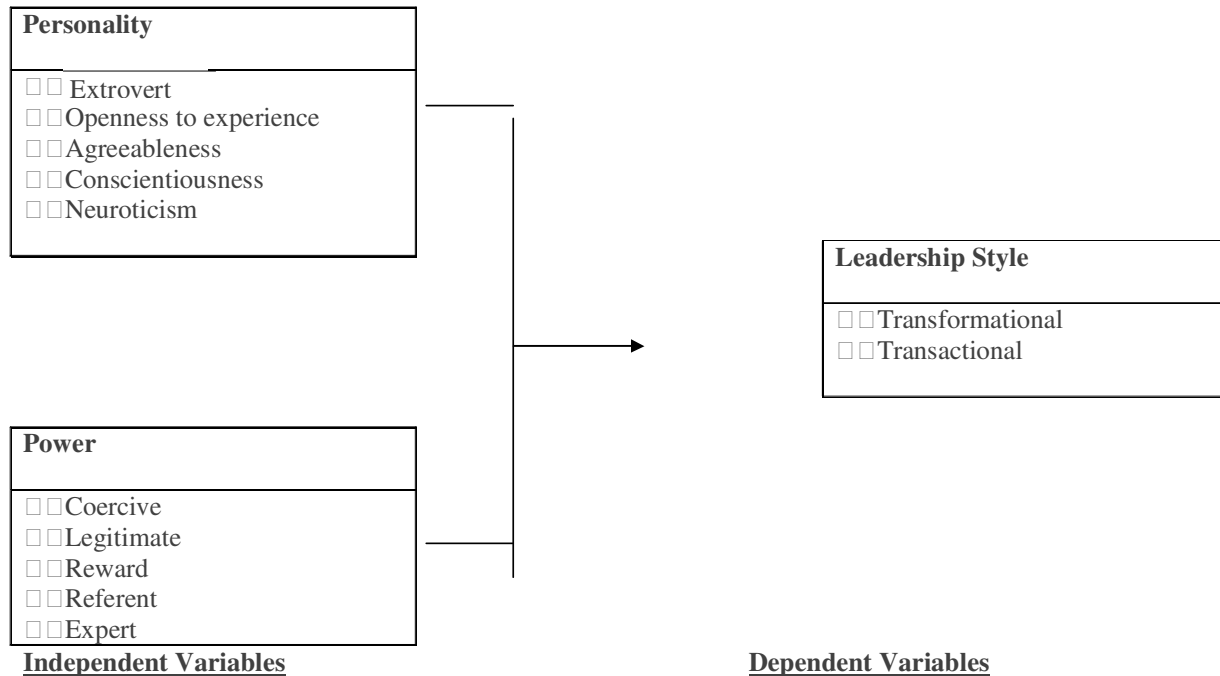 Personality
□□ Extrovert
□□Openness to experience
□□Agreeableness
□□Conscientiousness
□□Neuroticism
Leadership Style
□□Transformational
□□Transactional
Power
□□Coercive
□□Legitimate
□□Reward
□□Referent
□□Expert
Independent Variables
Dependent Variables